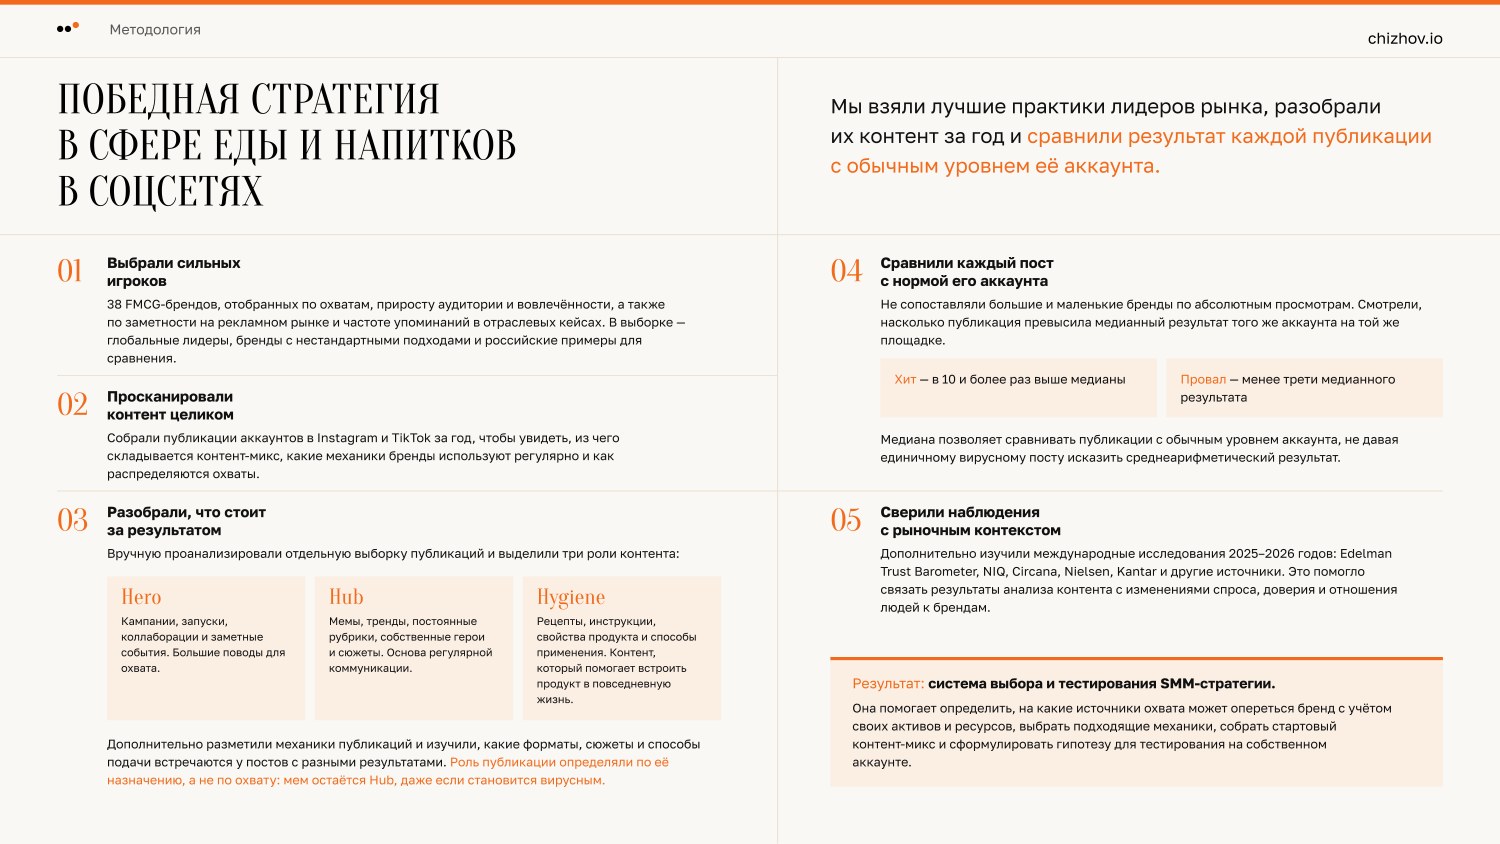 Методология
chizhov.io
ПОБЕДНАЯ СТРАТЕГИЯ
В СФЕРЕ ЕДЫ И НАПИТКОВ
В СОЦСЕТЯХ
Мы взяли лучшие практики лидеров рынка, разобрали
их контент за год и сравнили результат каждой публикации
с обычным уровнем её аккаунта.
01
Выбрали сильных
игроков
38 FMCG-брендов, отобранных по охватам, приросту аудитории и вовлечённости, а также
по заметности на рекламном рынке и частоте упоминаний в отраслевых кейсах. В выборке —
глобальные лидеры, бренды с нестандартными подходами и российские примеры для
сравнения.
02
Просканировали
контент целиком
Собрали публикации аккаунтов в Instagram и TikTok за год, чтобы увидеть, из чего
складывается контент-микс, какие механики бренды используют регулярно и как
распределяются охваты.
03
Разобрали, что стоит
за результатом
Вручную проанализировали отдельную выборку публикаций и выделили три роли контента:
Hero
Кампании, запуски,
коллаборации и заметные
события. Большие поводы для
охвата.
Hub
Мемы, тренды, постоянные
рубрики, собственные герои
и сюжеты. Основа регулярной
коммуникации.
Hygiene
Рецепты, инструкции,
свойства продукта и способы
применения. Контент,
который помогает встроить
продукт в повседневную
жизнь.
Дополнительно разметили механики публикаций и изучили, какие форматы, сюжеты и способы
подачи встречаются у постов с разными результатами. Роль публикации определяли по её
назначению, а не по охвату: мем остаётся Hub, даже если становится вирусным.
04
Сравнили каждый пост
с нормой его аккаунта
Не сопоставляли большие и маленькие бренды по абсолютным просмотрам. Смотрели,
насколько публикация превысила медианный результат того же аккаунта на той же
площадке.
Хит — в 10 и более раз выше медианы
Провал — менее трети медианного
результата
Медиана позволяет сравнивать публикации с обычным уровнем аккаунта, не давая
единичному вирусному посту исказить среднеарифметический результат.
05
Сверили наблюдения
с рыночным контекстом
Дополнительно изучили международные исследования 2025–2026 годов: Edelman
Trust Barometer, NIQ, Circana, Nielsen, Kantar и другие источники. Это помогло
связать результаты анализа контента с изменениями спроса, доверия и отношения
людей к брендам.
Результат: система выбора и тестирования SMM-стратегии.
Она помогает определить, на какие источники охвата может опереться бренд с учётом
своих активов и ресурсов, выбрать подходящие механики, собрать стартовый
контент-микс и сформулировать гипотезу для тестирования на собственном
аккаунте.